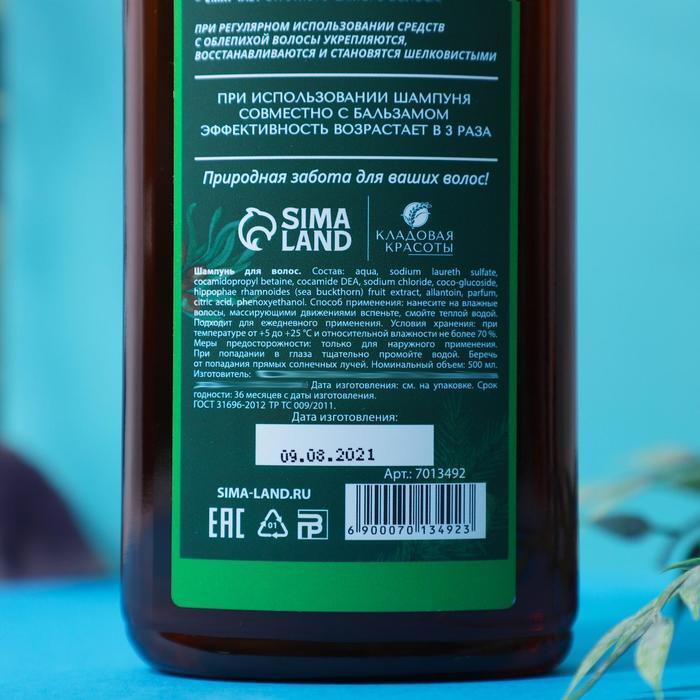 ПРИ РЕГУЛЯРНОМ ИСПОЛЬЗОВАНИИ СРЕДСТВ
С ОБЛЕПИХОЙ ВОЛОСЫ УКРЕПЛЯЮТСЯ,
ВОССТАНАВЛИВАЮТСЯ И СТАНОВЯТСЯ ШЕЛКОВИСТЫМИ
ПРИ ИСПОЛЬЗОВАНИИ ШАМПУНЯ
СОВМЕСТНО С БАЛЬЗАМОМ
ЭФФЕКТИВНОСТЬ ВОЗРАСТАЕТ В 3 РАЗА
Природная забота для ваших волос!
SIMA
LAND
КЛАДОВАЯ
КРАСОТЫ
Шампунь для волос. Состав: aqua, sodium laureth sulfate,
cocamidopropyl betaine, cocamide DEA, sodium chloride, coco-glucoside,
hippophae rhamnoides (sea buckthorn) fruit extract, allantoin, parfum,
citric acid, phenoxyethanol. Способ применения: нанесите на влажные
волосы, массирующими движениями вспеньте, смойте теплой водой.
Подходит для ежедневного применения. Условия хранения: при
температуре от +5 до +25 °С и относительной влажности не более 70 %.
Меры предосторожности: только для наружного применения.
При попадании в глаза тщательно промойте водой. Беречь
от попадания прямых солнечных лучей. Номинальный объем: 500 мл.
Изготовитель:
Дата изготовления: см. на упаковке. Срок
годности: 36 месяцев с даты изготовления.
ГОСТ 31696-2012 ТР ТС 009/2011.
Дата изготовления:
09.08.2021
Арт.: 7013492
SIMA-LAND.RU
EAC
01
6 900070 134923